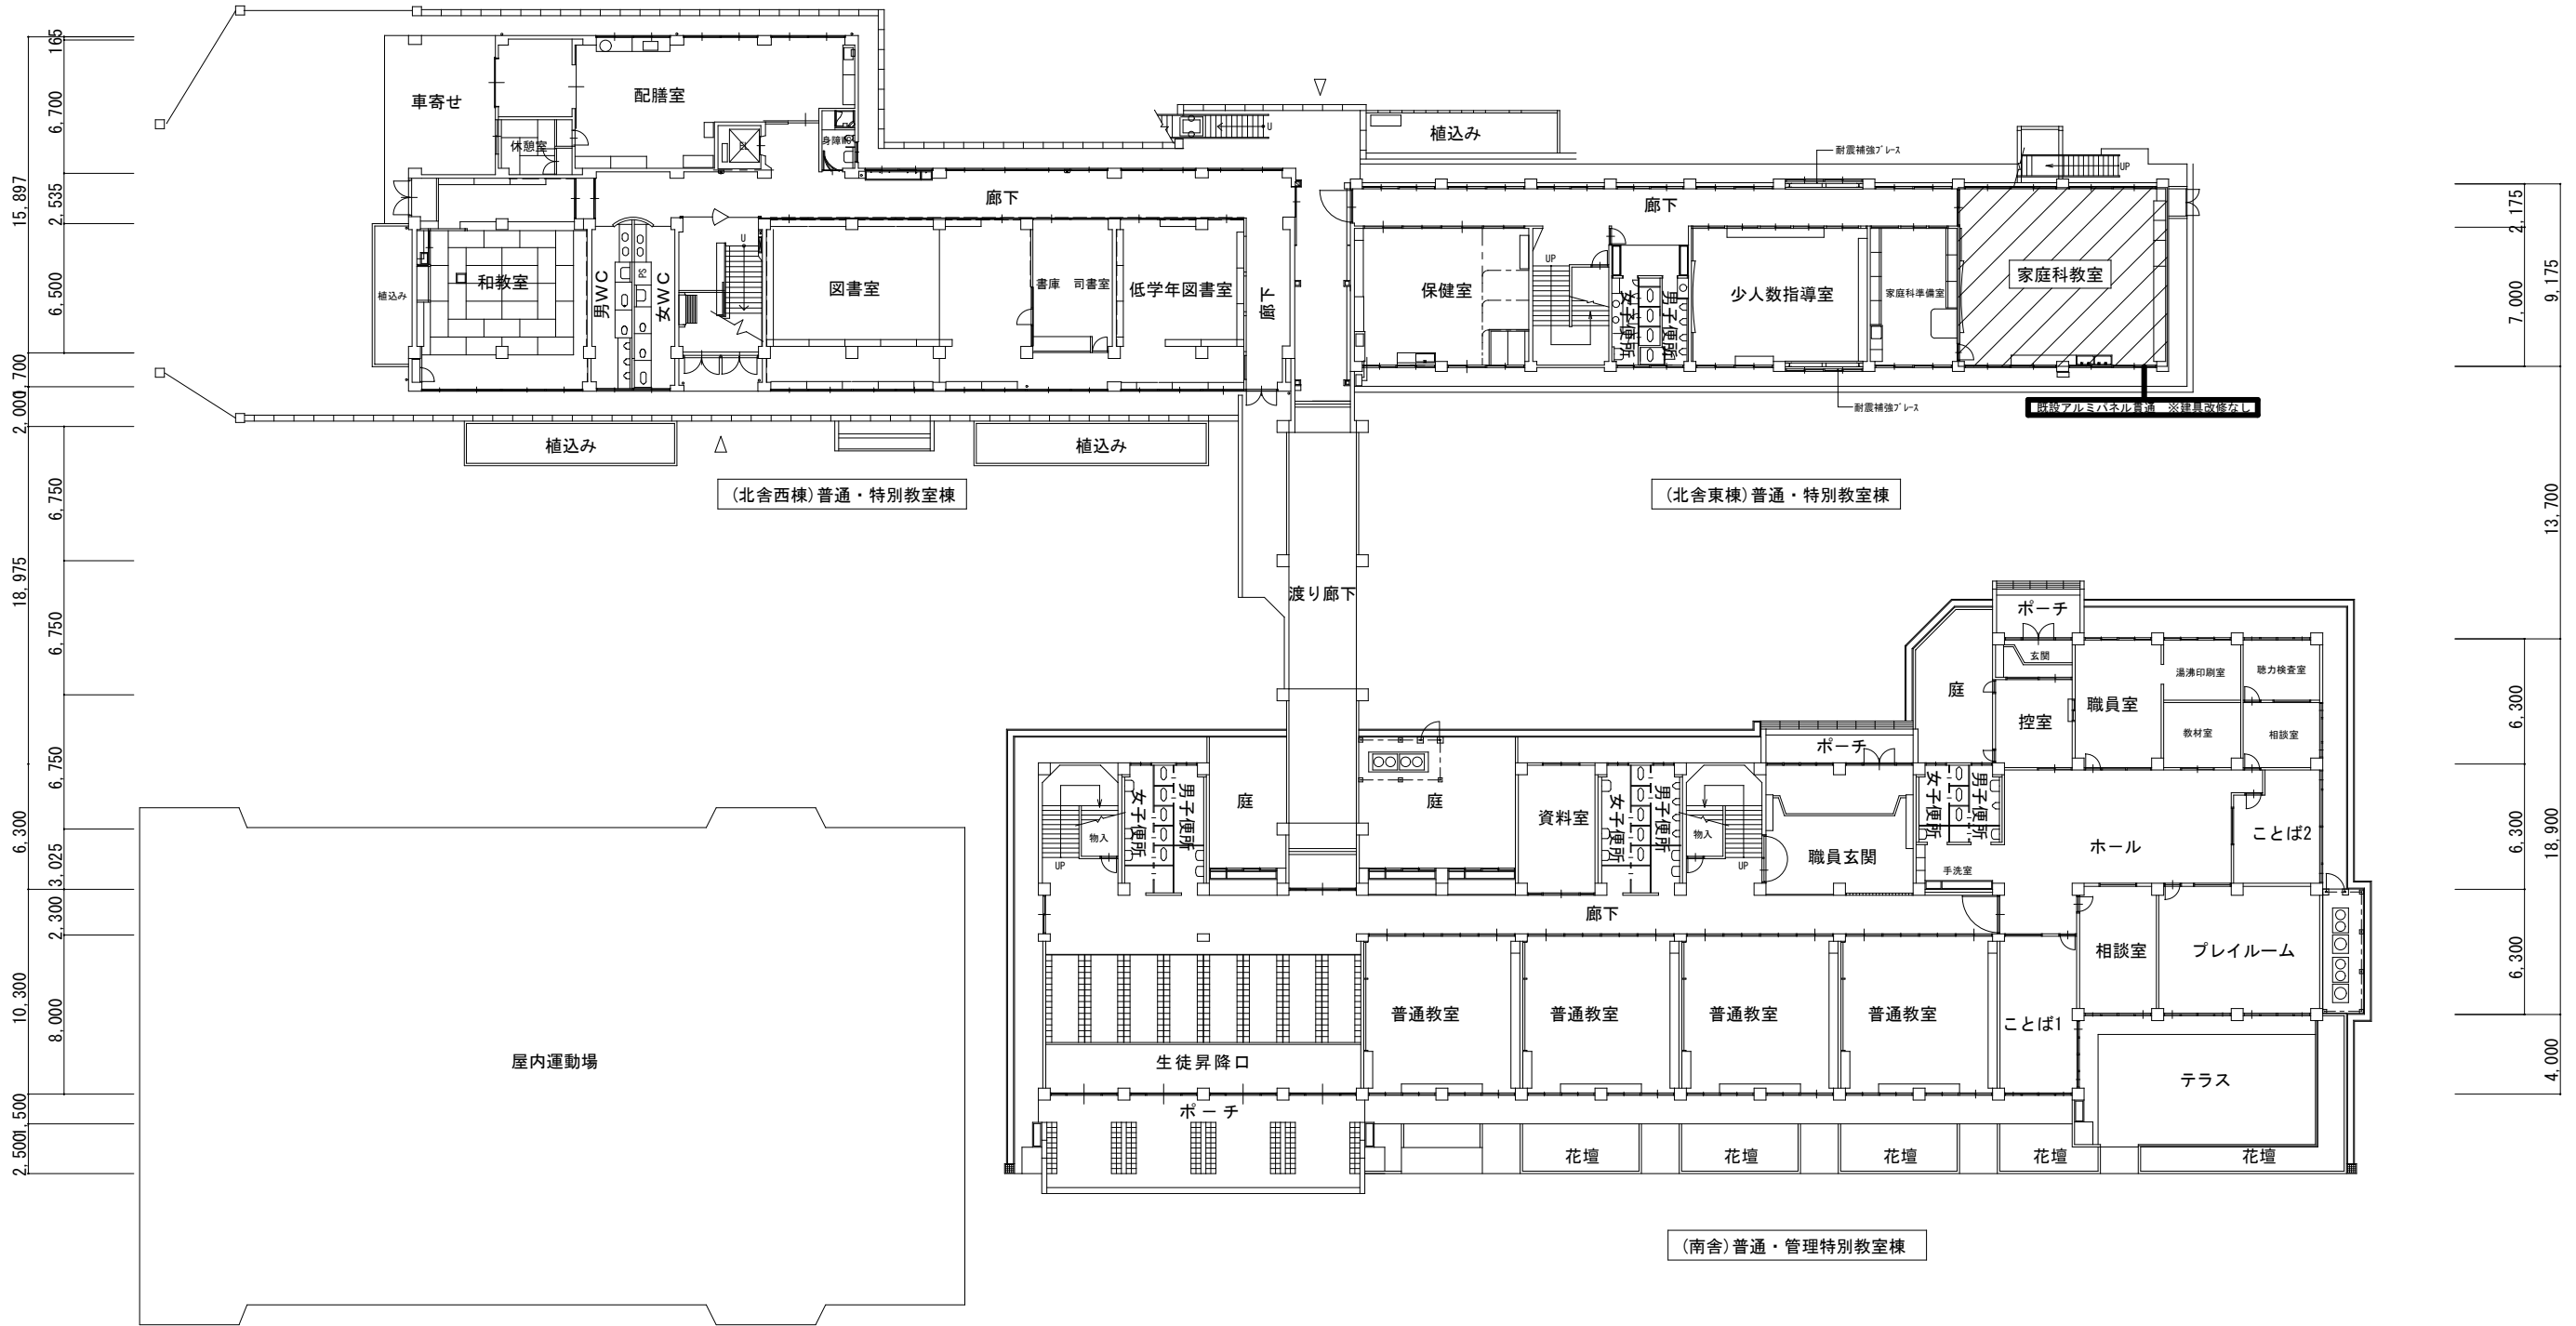 165
6,700
15,897
2,535
6,500
1,700
2,000
6,750
18,975
6,750
6,750
6,300
3,025
2,300
10,300
8,000
1,500
2,500
車寄せ
配膳室
休憩室
EV
廊下
和教室
植込み
男WC
PS
女WC
U
図書室
書庫
司書室
低学年図書室
廊下
植込み
植込み
(北舎西棟)普通・特別教室棟
U
植込み
耐震補強ブレース
UP
廊下
保健室
UP
女子便所
男子便所
少人数指導室
家庭科準備室
家庭科教室
耐震補強ブレース
既設アルミパネル貫通 ※建具改修なし
(北舎東棟)普通・特別教室棟
2,175
9,175
7,000
13,700
6,300
6,300
18,900
6,300
4,000
渡り廊下
ポーチ
玄関
庭
控室
職員室
湯沸印刷室
聴力検査室
教材室
相談室
ポーチ
物入
UP
女子便所
男子便所
庭
庭
資料室
女子便所
男子便所
物入
UP
職員玄関
女子便所
男子便所
手洗室
ホール
ことば2
廊下
普通教室
普通教室
普通教室
普通教室
ことば1
相談室
プレイルーム
生徒昇降口
ポーチ
テラス
花壇
花壇
花壇
花壇
花壇
屋内運動場
(南舎)普通・管理特別教室棟